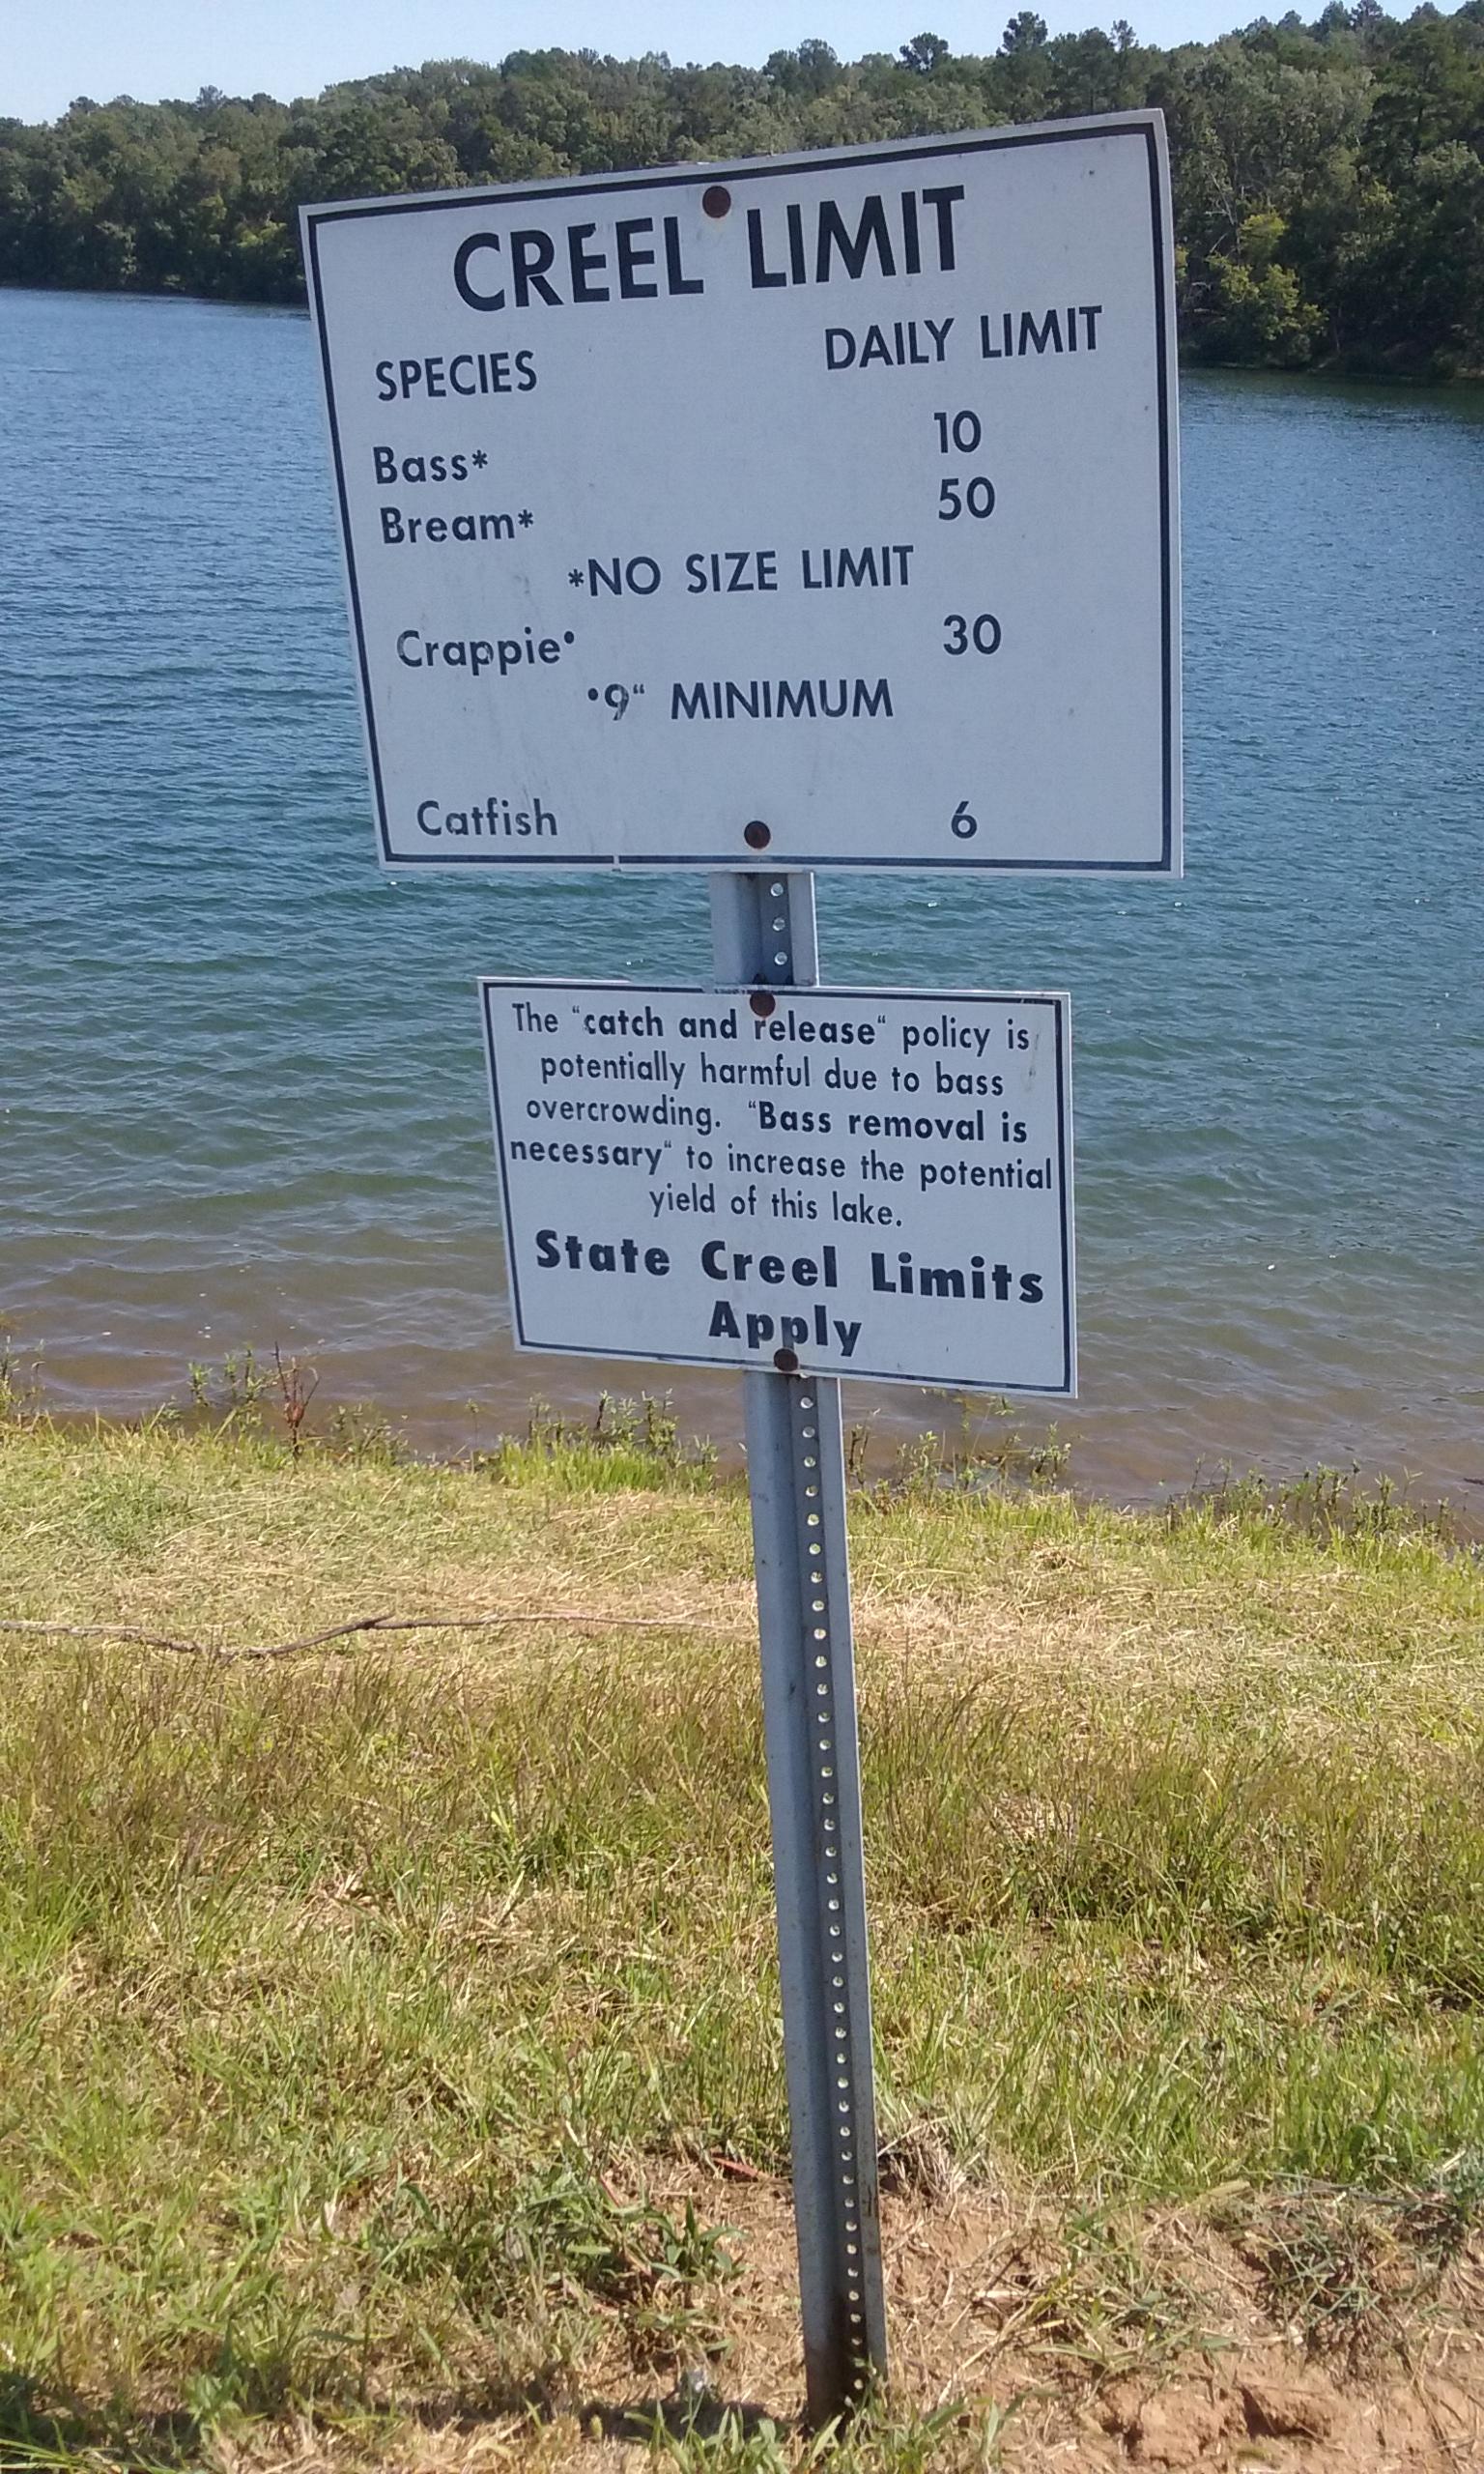 CREEL LIMIT
SPECIES DAILY LIMIT
Bass* 10
Bream* 50
*NO SIZE LIMIT
Crappie• 30
•9“ MINIMUM
Catfish 6
The “catch and release“ policy is
potentially harmful due to bass
overcrowding. “Bass removal is
necessary“ to increase the potential
yield of this lake.
State Creel Limits
Apply